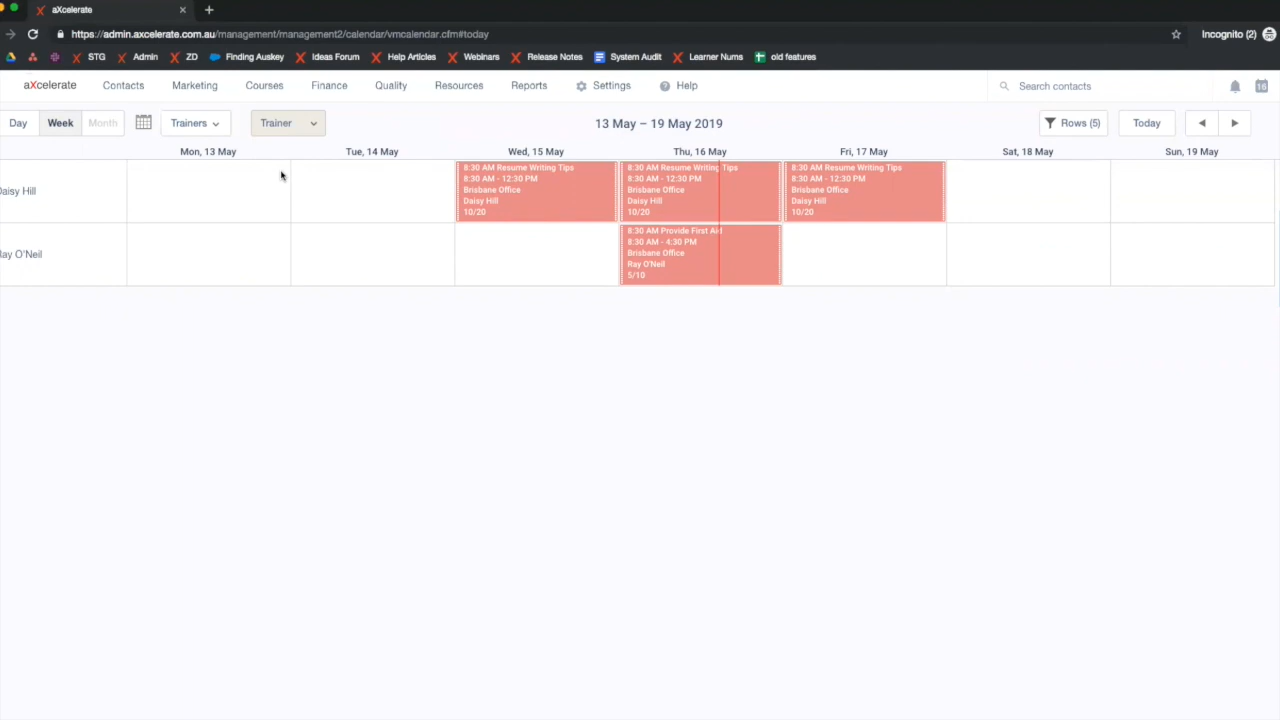 aXcelerate
https://admin.axcelerate.com.au/management/management2/calendar/vmcalendar.cfm#today
Incognito (2)
STG
Admin
ZD
Finding Auskey
Ideas Forum
Help Articles
Webinars
Release Notes
System Audit
Learner Nums
old features
aXcelerate
Contacts
Marketing
Courses
Finance
Quality
Resources
Reports
Settings
Help
Search contacts
16
Day
Week
Month
Trainers
Trainer
13 May – 19 May 2019
Rows (5)
Today
Mon, 13 May
Tue, 14 May
Wed, 15 May
Thu, 16 May
Fri, 17 May
Sat, 18 May
Sun, 19 May
Daisy Hill
8:30 AM Resume Writing Tips
8:30 AM - 12:30 PM
Brisbane Office
Daisy Hill
10/20
8:30 AM Resume Writing Tips
8:30 AM - 12:30 PM
Brisbane Office
Daisy Hill
10/20
8:30 AM Resume Writing Tips
8:30 AM - 12:30 PM
Brisbane Office
Daisy Hill
10/20
Ray O'Neil
8:30 AM Provide First Aid
8:30 AM - 4:30 PM
Brisbane Office
Ray O'Neil
5/10